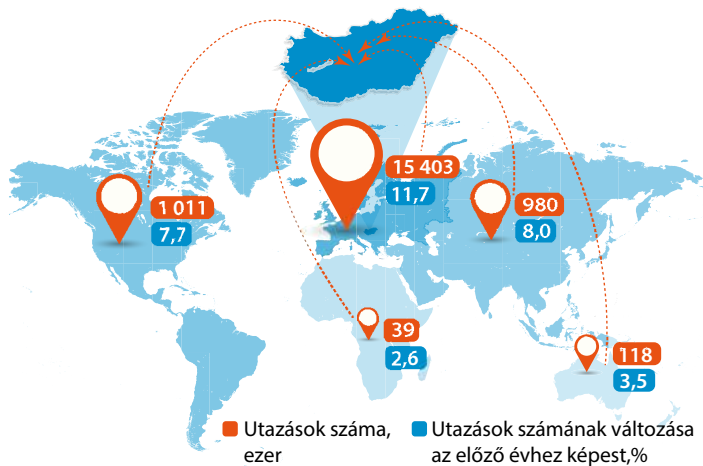 15 403
11,7
1 011
7,7
980
8,0
39
2,6
118
3,5
Utazások száma,
ezer
Utazások számának változása
az előző évhez képest,%